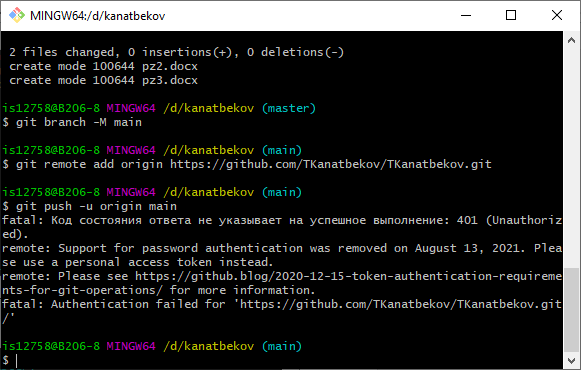 MINGW64:/d/kanatbekov
2 files changed, 0 insertions(+), 0 deletions(-)
create mode 100644 pz2.docx
create mode 100644 pz3.docx
is12758@B206-8 MINGW64 /d/kanatbekov (master)
$ git branch -M main
is12758@B206-8 MINGW64 /d/kanatbekov (main)
$ git remote add origin https://github.com/TKanatbekov/TKanatbekov.git
is12758@B206-8 MINGW64 /d/kanatbekov (main)
$ git push -u origin main
fatal: Код состояния ответа не указывает на успешное выполнение: 401 (Unauthoriz
ed).
remote: Support for password authentication was removed on August 13, 2021. Plea
se use a personal access token instead.
remote: Please see https://github.blog/2020-12-15-token-authentication-requireme
nts-for-git-operations/ for more information.
fatal: Authentication failed for 'https://github.com/TKanatbekov/TKanatbekov.git
/'
is12758@B206-8 MINGW64 /d/kanatbekov (main)
$